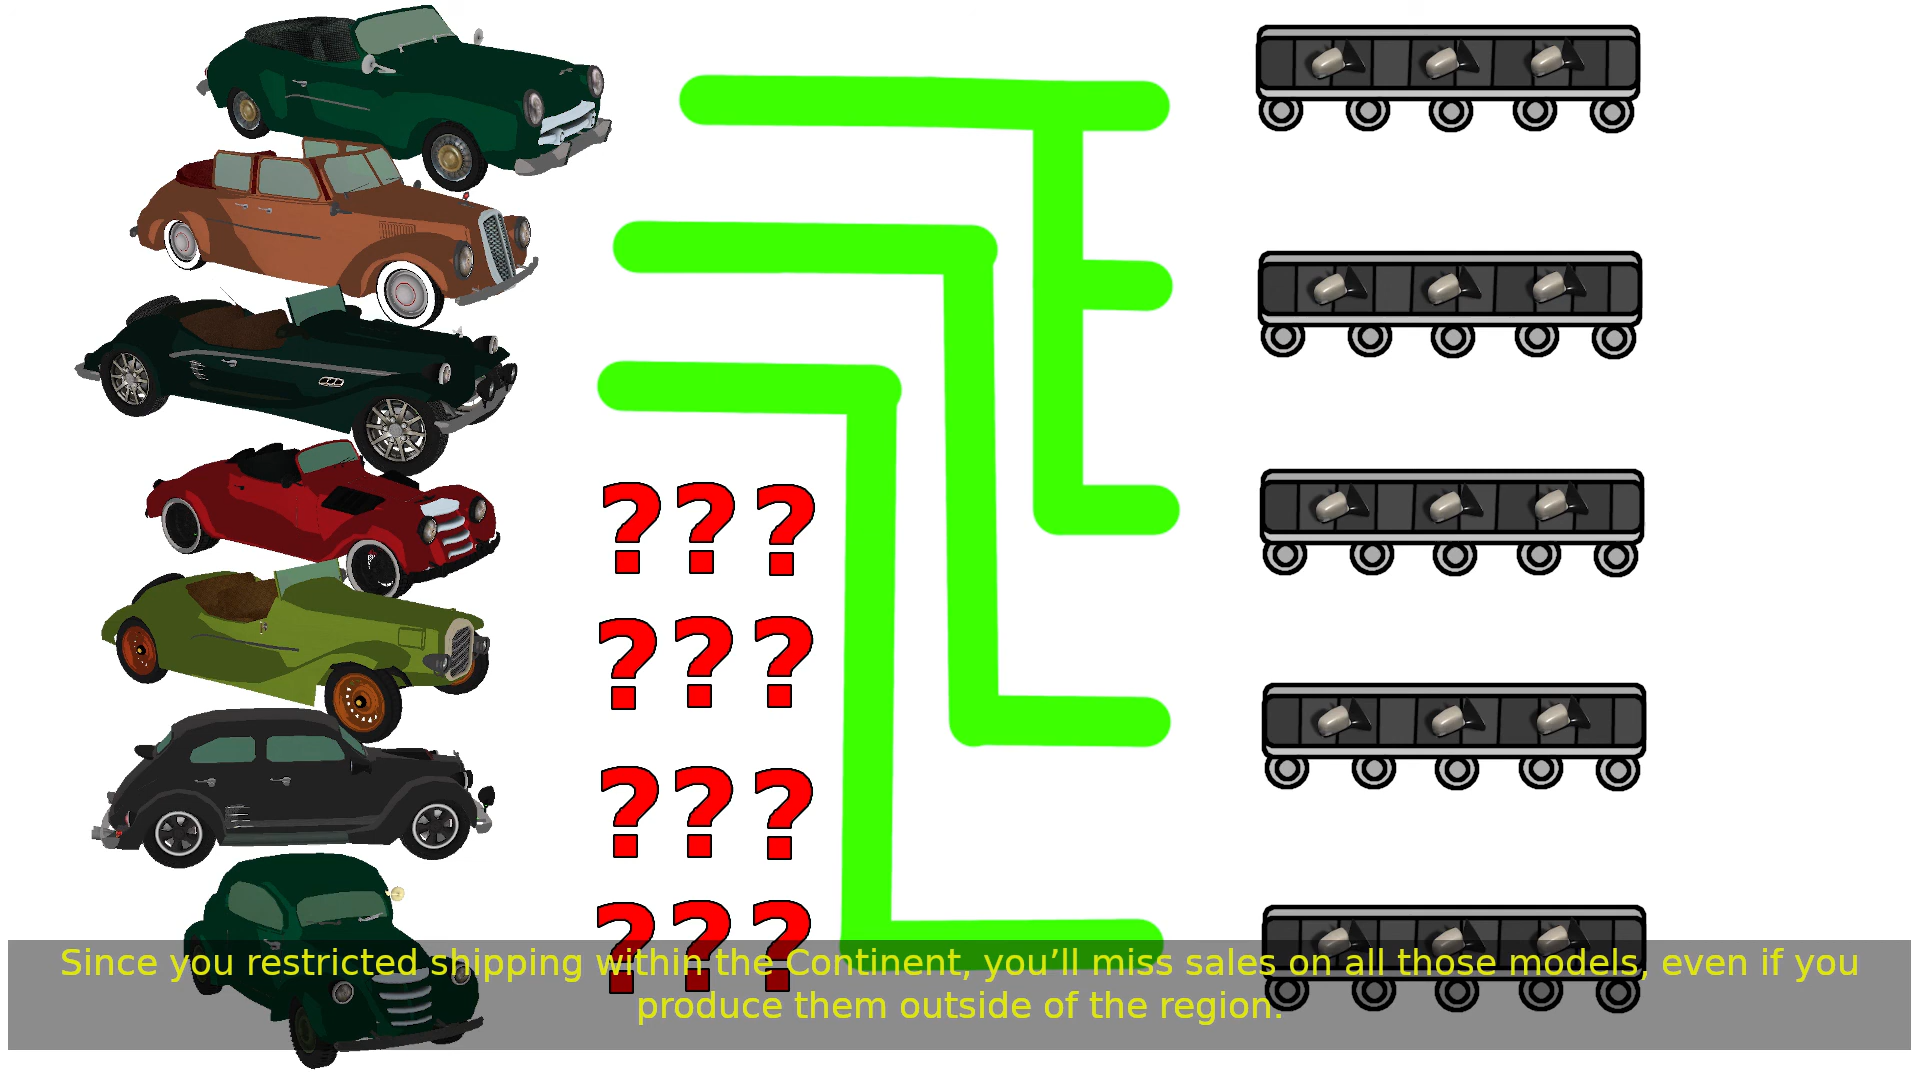 ???
???
???
???
Since you restricted shipping within the Continent, you’ll miss sales on all those models, even if you
produce them outside of the region.